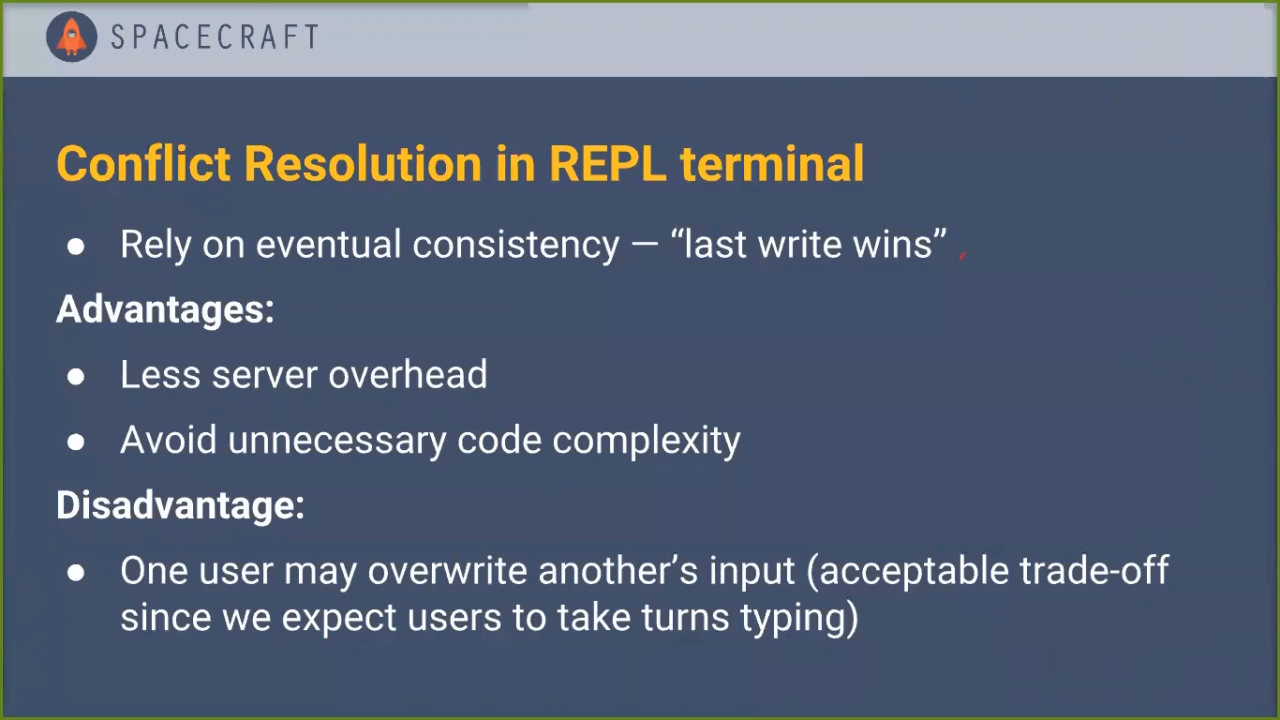 SPACECRAFT
Conflict Resolution in REPL terminal
● Rely on eventual consistency — “last write wins”
Advantages:
● Less server overhead
● Avoid unnecessary code complexity
Disadvantage:
● One user may overwrite another’s input (acceptable trade-off
since we expect users to take turns typing)